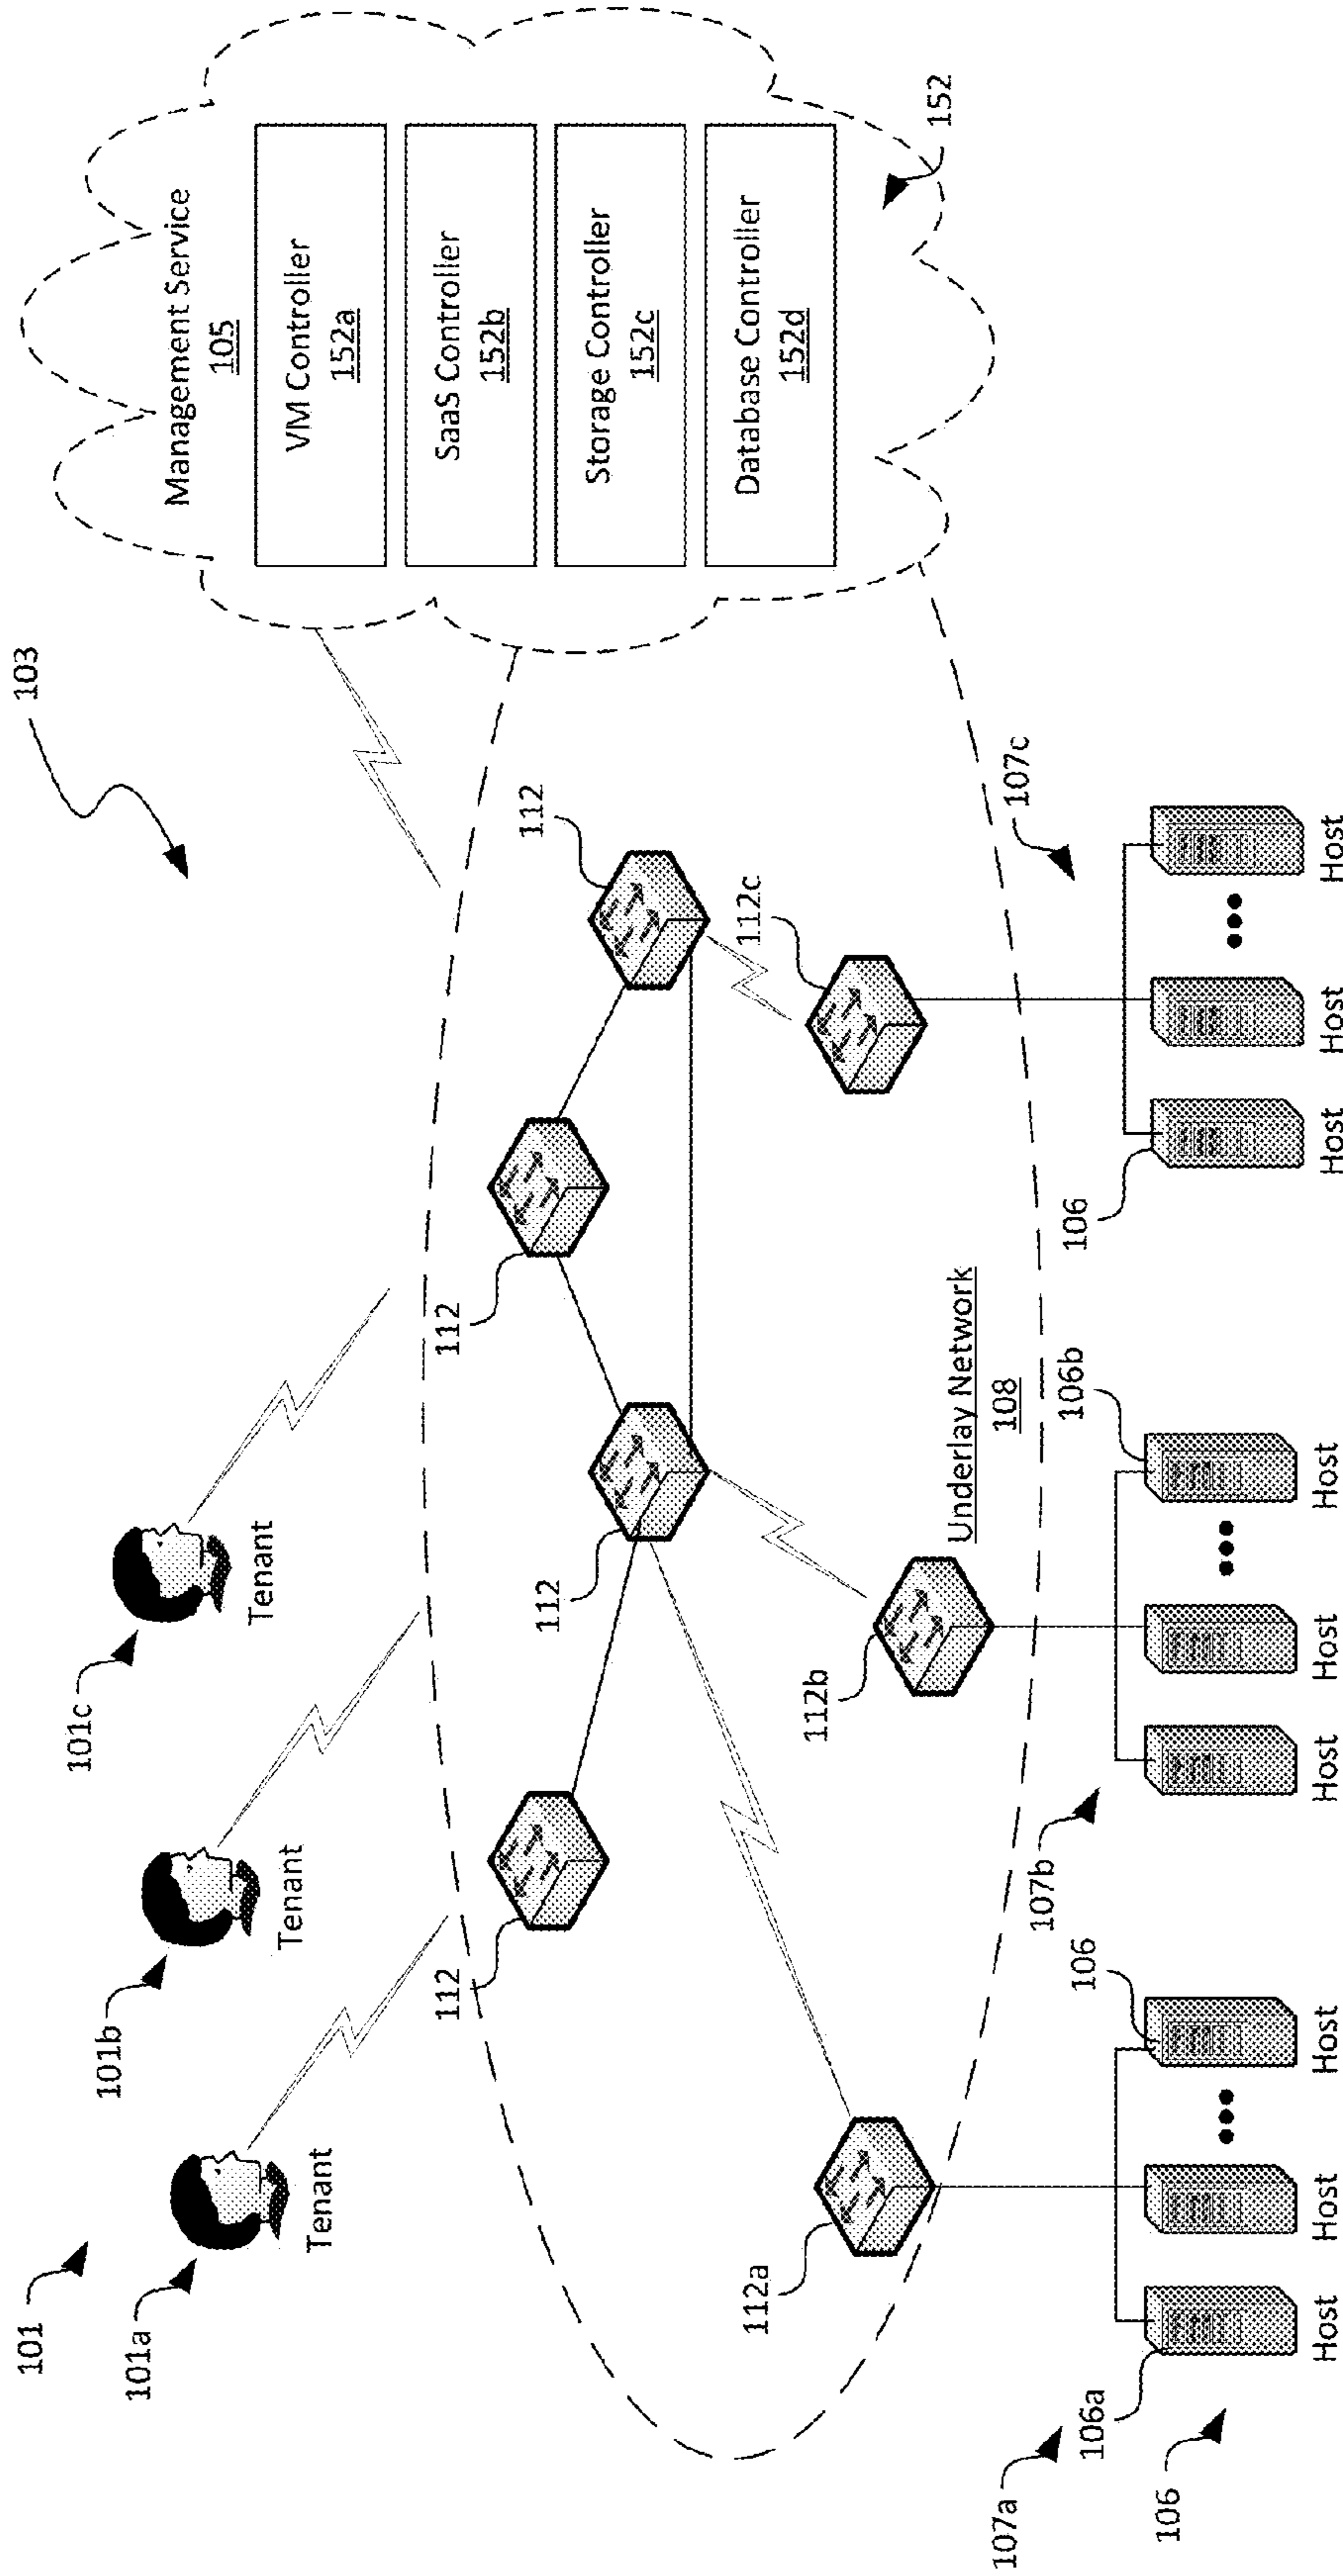 103
101
101a
Tenant
101b
Tenant
101c
Tenant
Management Service
105
VM Controller
152a
SaaS Controller
152b
Storage Controller
152c
Database Controller
152d
152
112
112
112
112
112a
112b
112c
Underlay Network
108
107a
106a
106
106
Host
Host
Host
107b
106b
Host
Host
Host
107c
106
Host
Host
Host